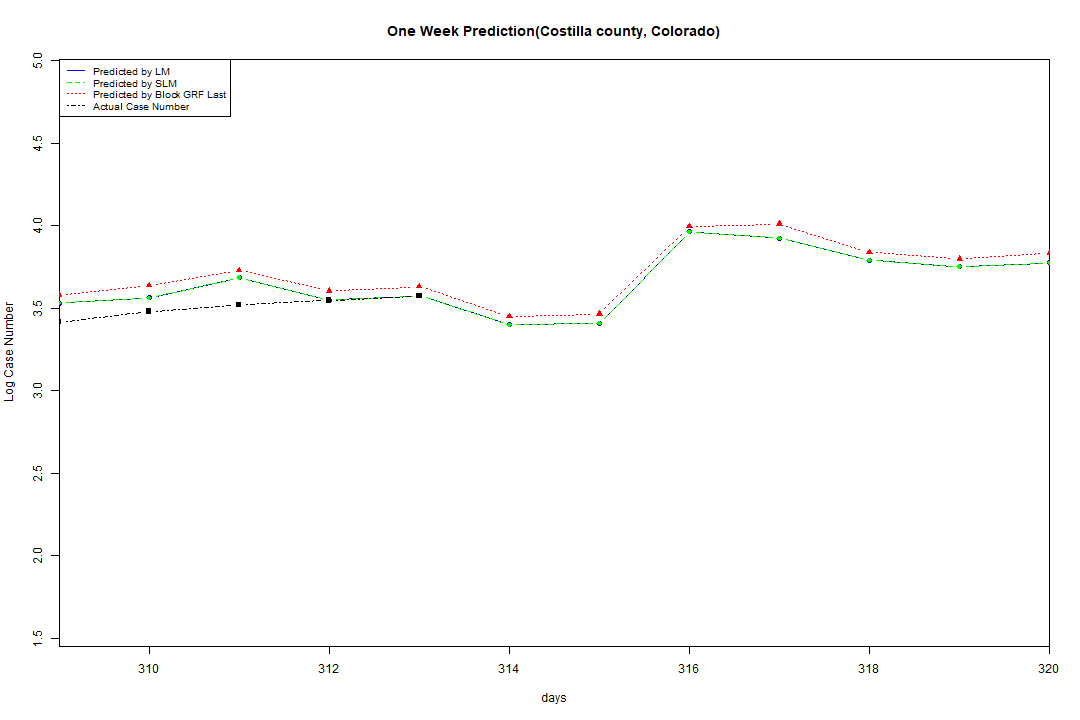 One Week Prediction(Costilla county, Colorado)
Predicted by LM
Predicted by SLM
Predicted by Block GRF Last
Actual Case Number
5.0
4.5
4.0
3.5
3.0
2.5
2.0
1.5
Log Case Number
310 312 314 316 318 320
days